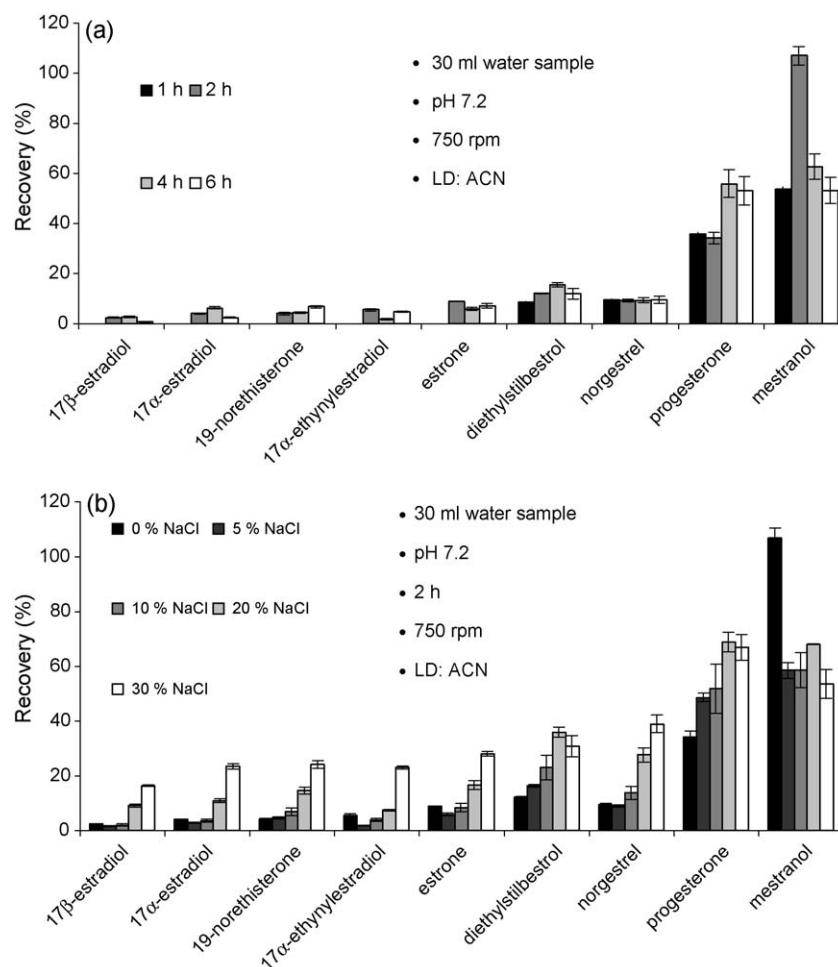 (a)
120
100
80
60
40
20
0
Recovery (%)
1 h 2 h
4 h 6 h
• 30 ml water sample
• pH 7.2
• 750 rpm
• LD: ACN
17β-estradiol
17α-estradiol
19-norethisterone
17α-ethynylestradiol
estrone
diethylstilbestrol
norgestrel
progesterone
mestranol
(b)
120
100
80
60
40
20
0
Recovery (%)
0 % NaCl 5 % NaCl
10 % NaCl 20 % NaCl
30 % NaCl
• 30 ml water sample
• pH 7.2
• 2 h
• 750 rpm
• LD: ACN
17β-estradiol
17α-estradiol
19-norethisterone
17α-ethynylestradiol
estrone
diethylstilbestrol
norgestrel
progesterone
mestranol